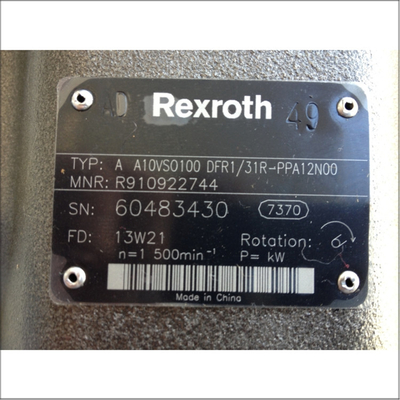 AD Rexroth 49
TYP: A A10VSO100 DFR1/31R-PPA12N00
MNR: R910922744
SN: 60483430 7370
FD: 13W21 Rotation:
n=1 500min⁻¹ P= kW
Made in China